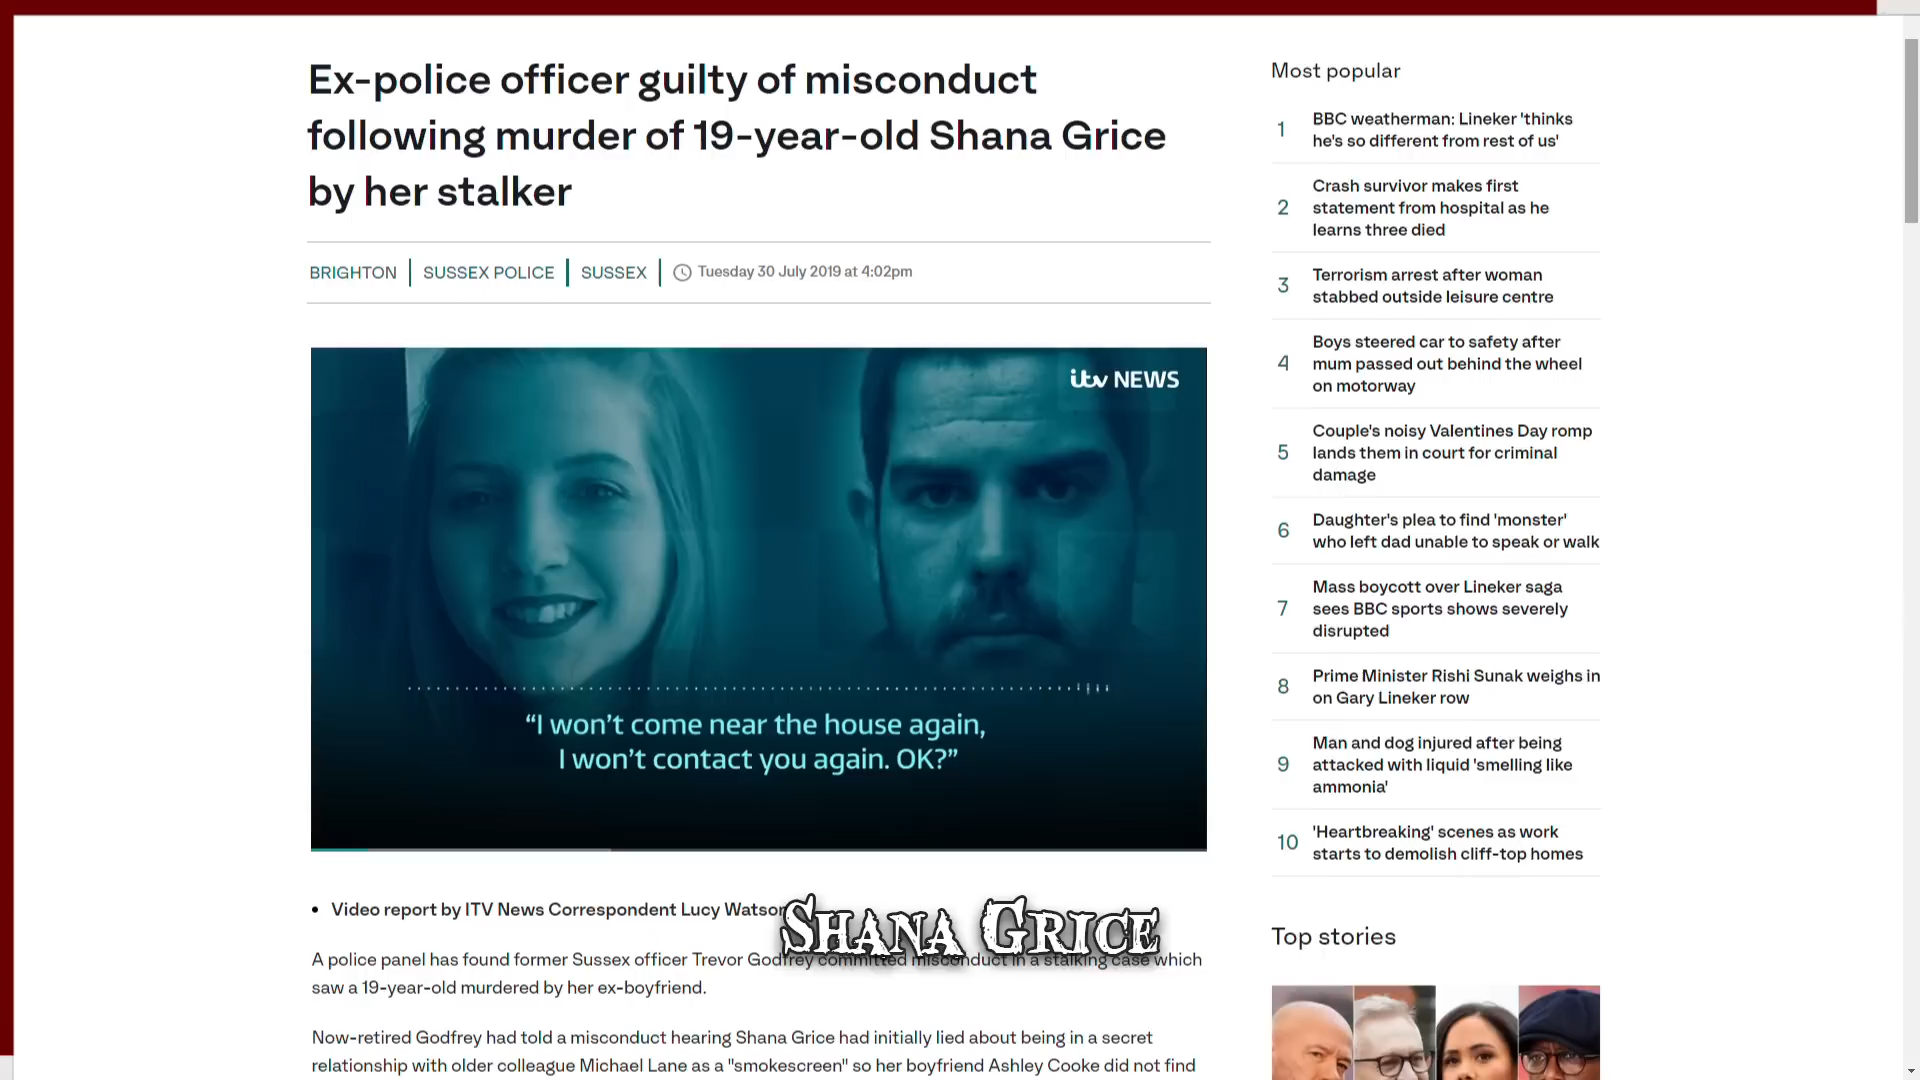 Ex-police officer guilty of misconduct
following murder of 19-year-old Shana Grice
by her stalker
BRIGHTON
SUSSEX POLICE
SUSSEX
Tuesday 30 July 2019 at 4:02pm
itv NEWS
“I won’t come near the house again,
I won’t contact you again. OK?”
• Video report by ITV News Correspondent Lucy Watson
Shana Grice
A police panel has found former Sussex officer Trevor Godfrey committed misconduct in a stalking case which
saw a 19-year-old murdered by her ex-boyfriend.
Now-retired Godfrey had told a misconduct hearing Shana Grice had initially lied about being in a secret
relationship with older colleague Michael Lane as a "smokescreen" so her boyfriend Ashley Cooke did not find
Most popular
1
BBC weatherman: Lineker 'thinks
he's so different from rest of us'
2
Crash survivor makes first
statement from hospital as he
learns three died
3
Terrorism arrest after woman
stabbed outside leisure centre
4
Boys steered car to safety after
mum passed out behind the wheel
on motorway
5
Couple's noisy Valentines Day romp
lands them in court for criminal
damage
6
Daughter's plea to find 'monster'
who left dad unable to speak or walk
7
Mass boycott over Lineker saga
sees BBC sports shows severely
disrupted
8
Prime Minister Rishi Sunak weighs in
on Gary Lineker row
9
Man and dog injured after being
attacked with liquid 'smelling like
ammonia'
10
'Heartbreaking' scenes as work
starts to demolish cliff-top homes
Top stories